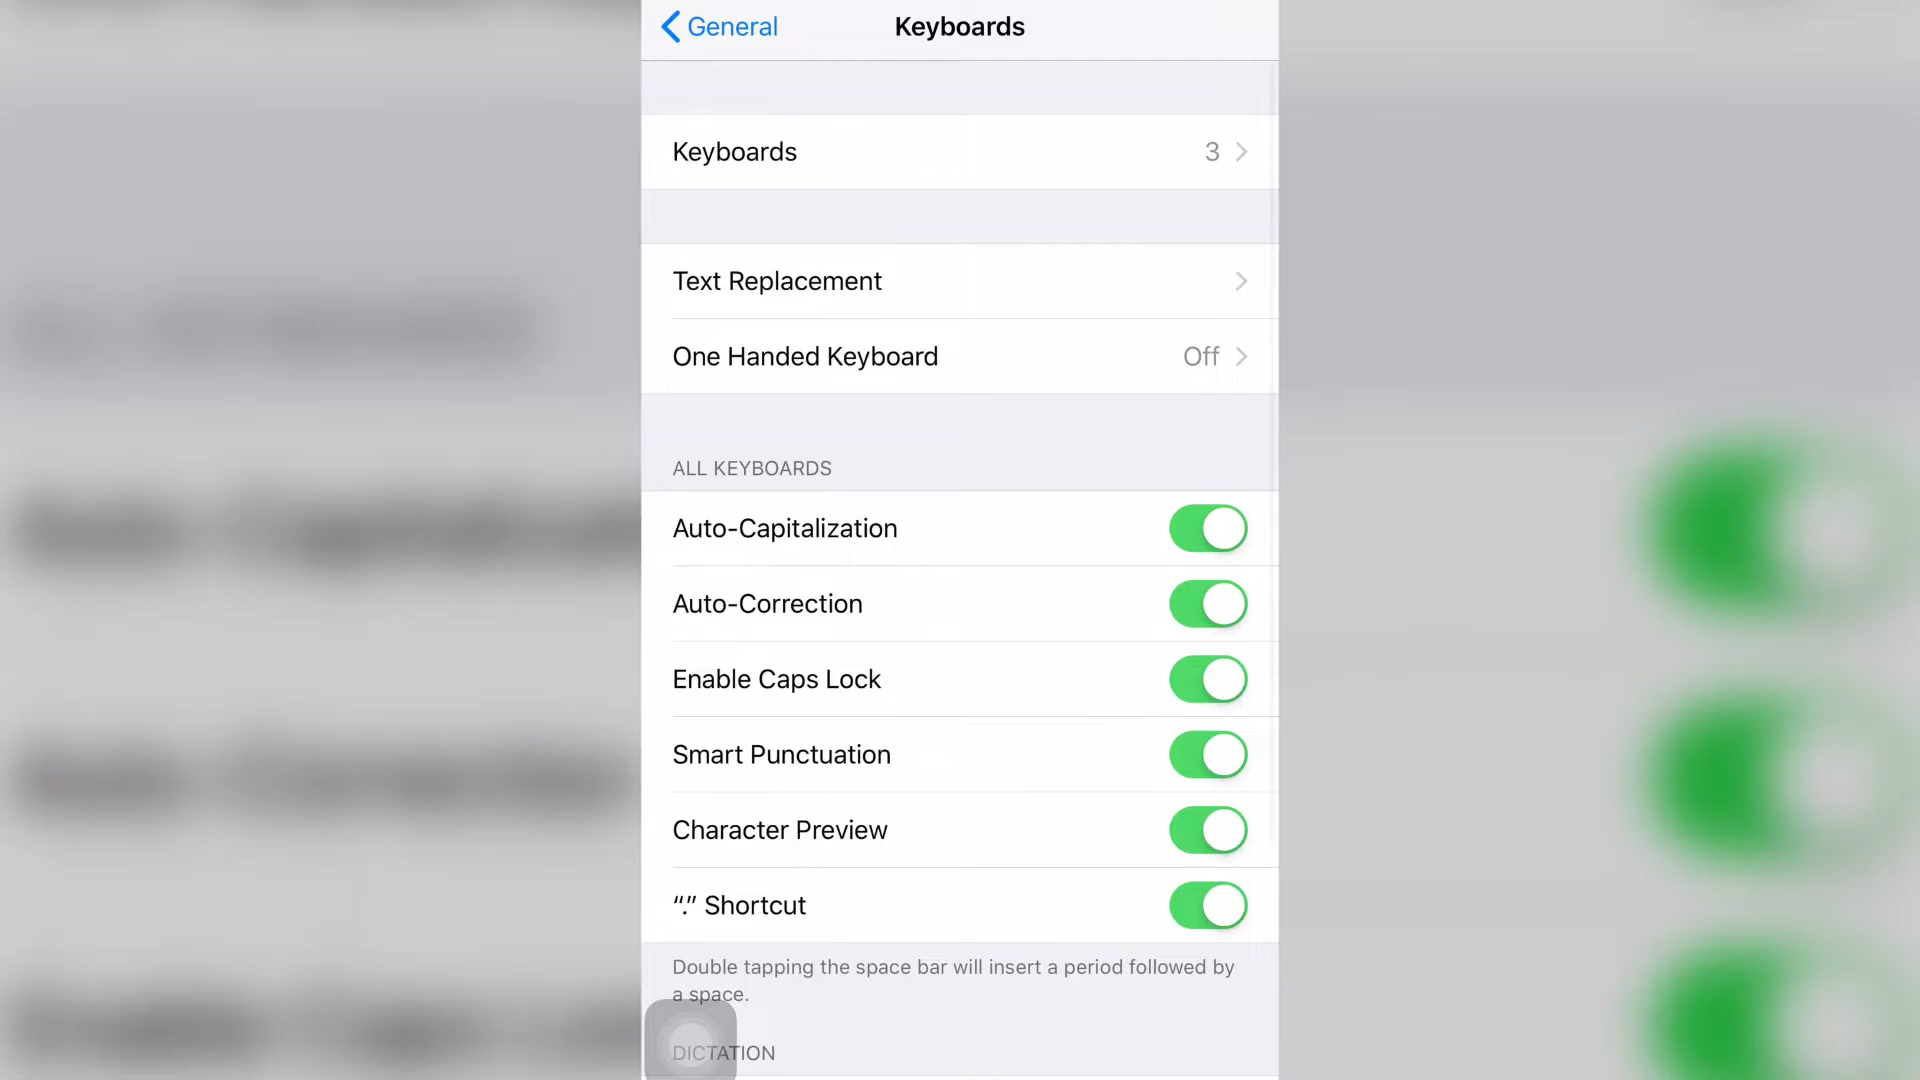 General
Keyboards
Keyboards 3
Text Replacement
One Handed Keyboard Off
ALL KEYBOARDS
Auto-Capitalization
Auto-Correction
Enable Caps Lock
Smart Punctuation
Character Preview
“.” Shortcut
Double tapping the space bar will insert a period followed by
a space.
DICTATION